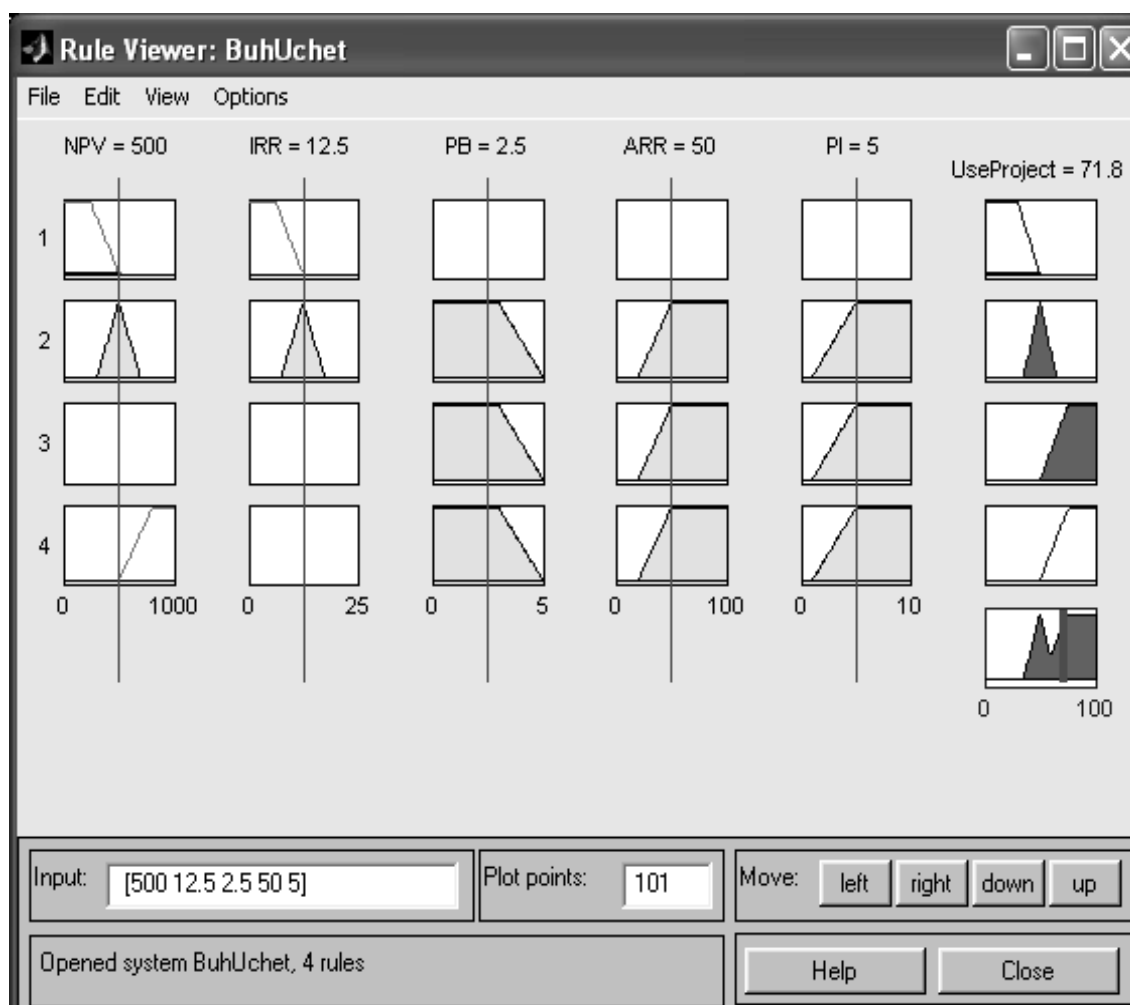 Rule Viewer: BuhUchet
File Edit View Options
NPV = 500 IRR = 12.5 PB = 2.5 ARR = 50 PI = 5
UseProject = 71.8
1
2
3
4
0 1000 0 25 0 5 0 100 0 10
0 100
Input: [500 12.5 2.5 50 5] Plot points: 101 Move: left right down up
Opened system BuhUchet, 4 rules Help Close